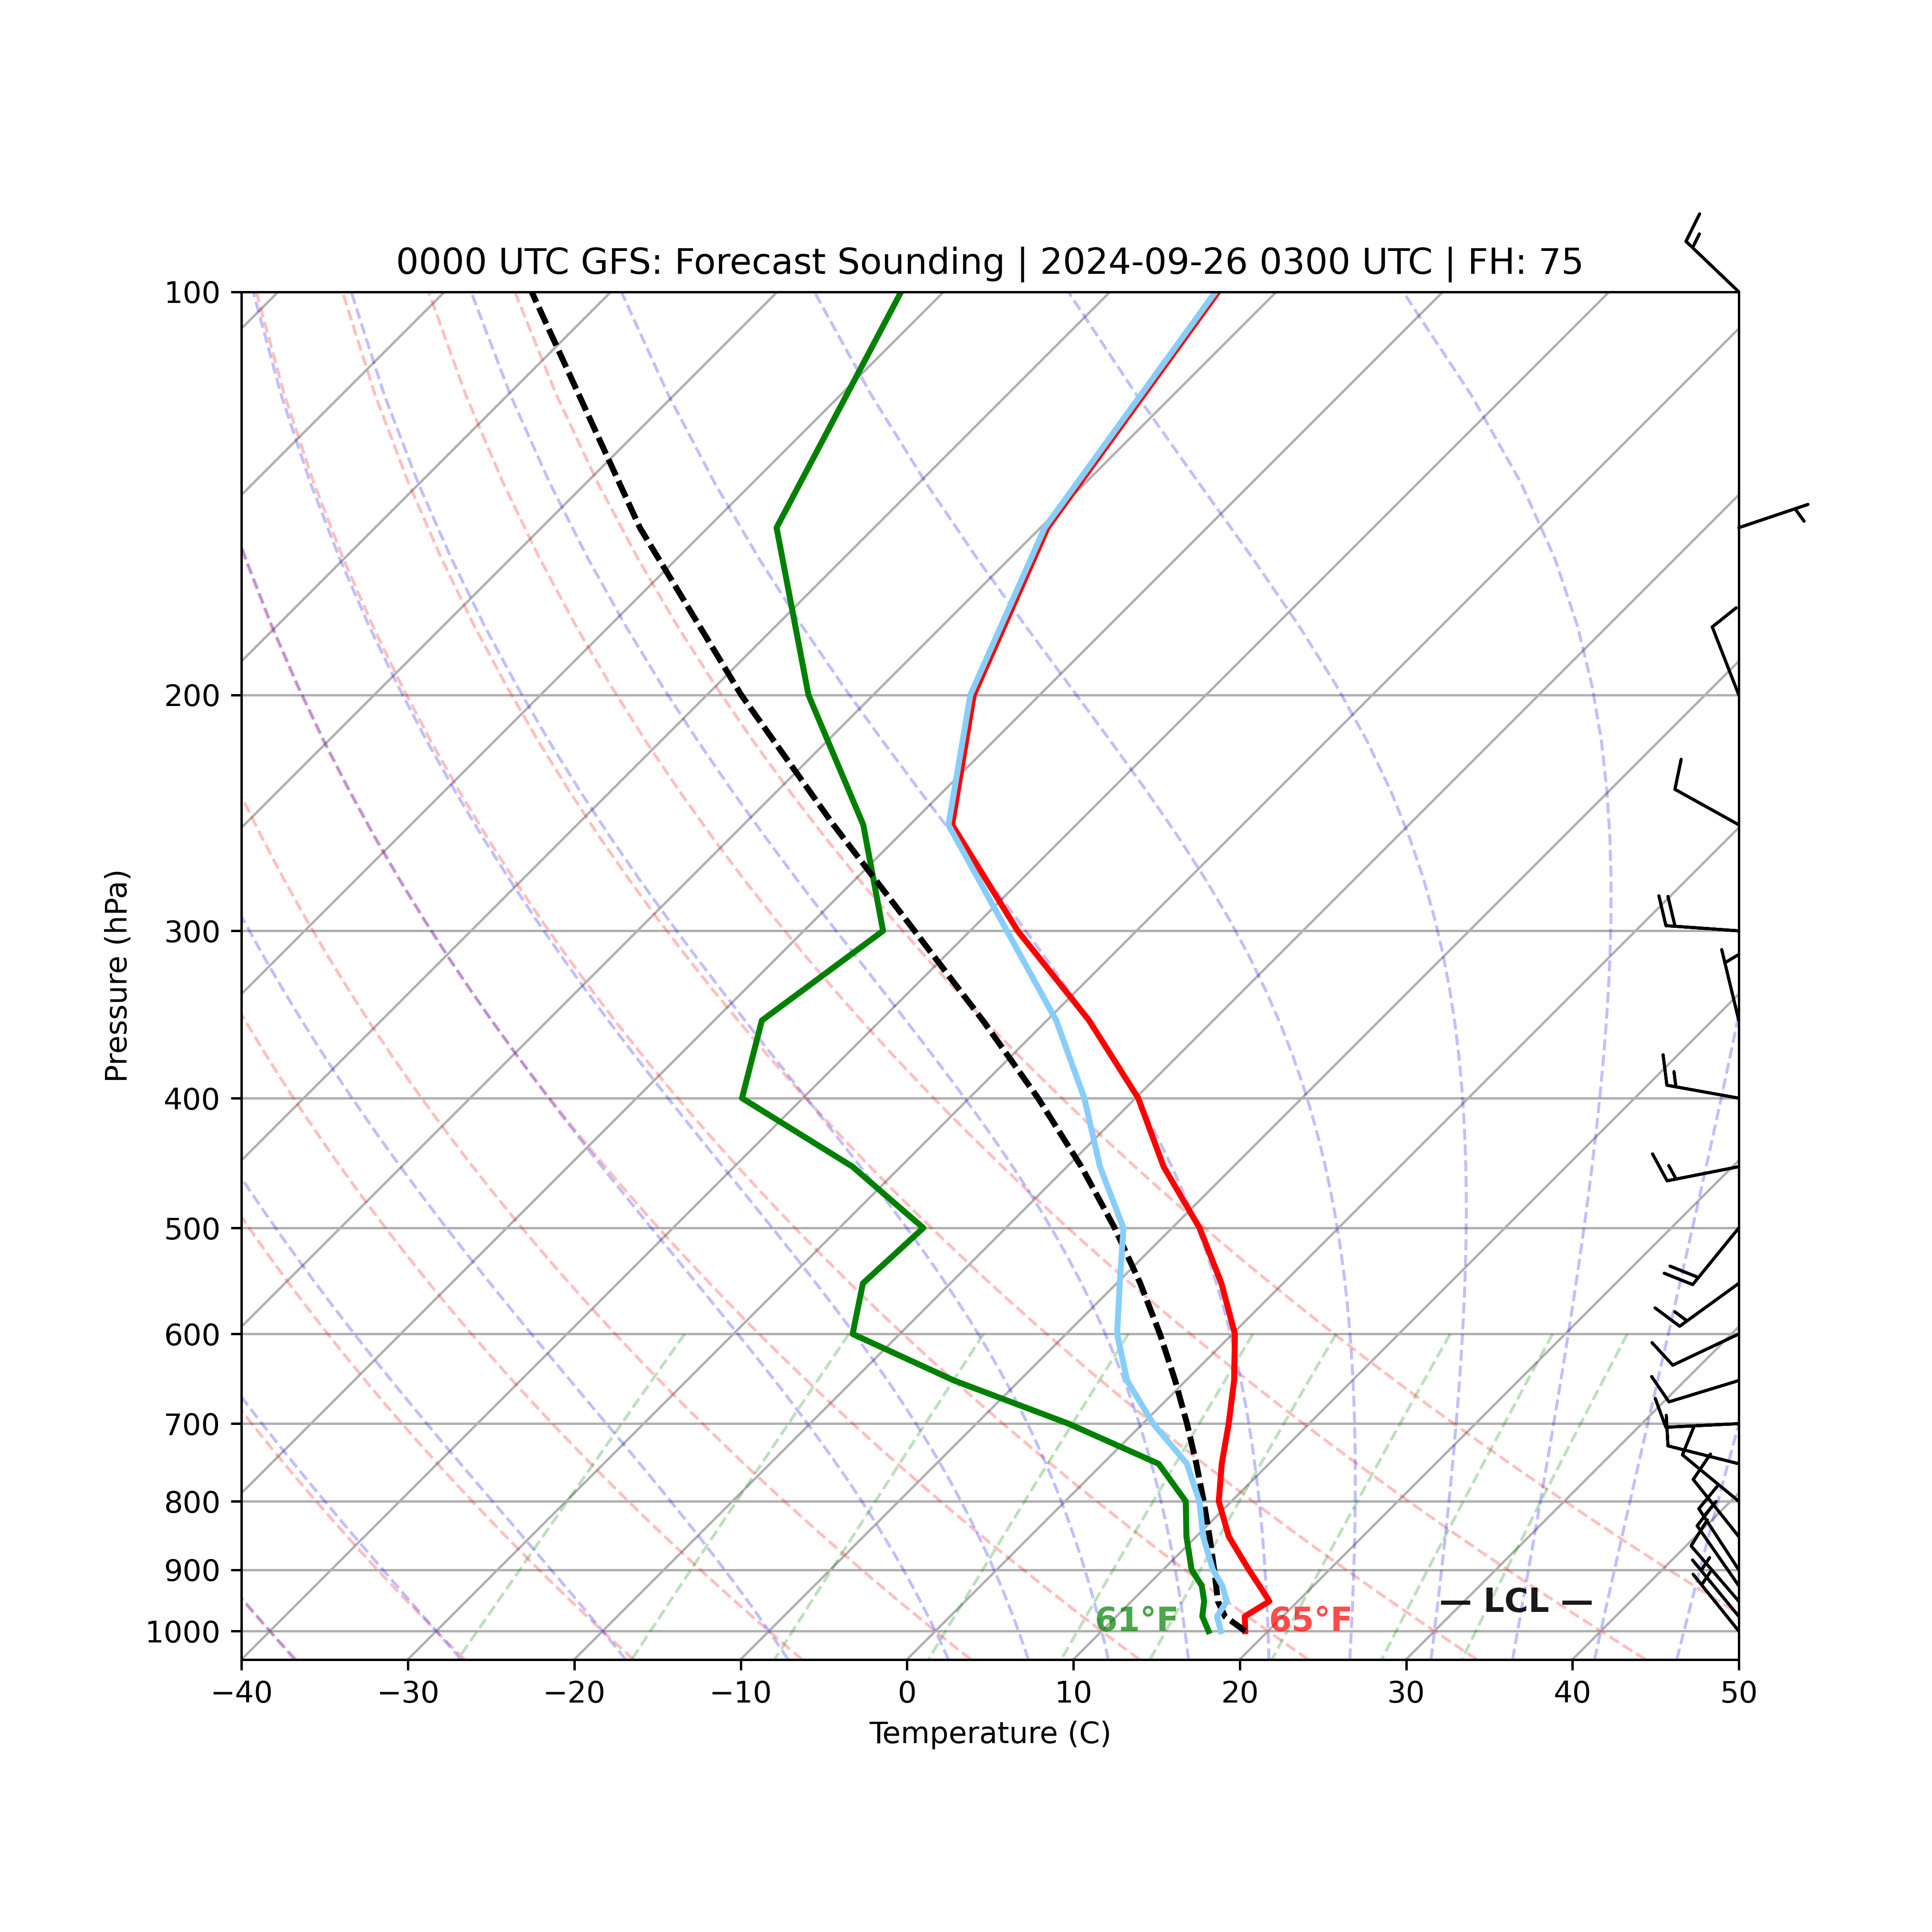 0000 UTC GFS: Forecast Sounding | 2024-09-26 0300 UTC | FH: 75
100
200
300
400
500
600
700
800
900
1000
Pressure (hPa)
— LCL —
61°F
65°F
−40 −30 −20 −10 0 10 20 30 40 50
Temperature (C)